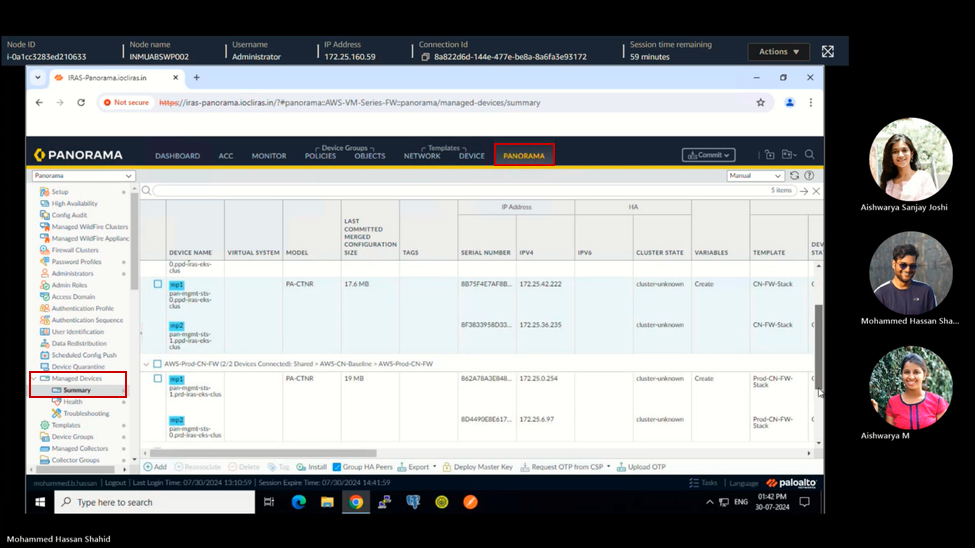 Node ID
i-0a1cc3283ed210633
Node name
INMUABSWP002
Username
Administrator
IP Address
172.25.160.59
Connection Id
8a822d6d-144e-477e-be8a-8a6fa3e93172
Session time remaining
59 minutes
Actions
IRAS-Panorama.iocliras.in
Not secure
https://iras-panorama.iocliras.in/?#panorama::AWS-VM-Series-FW::panorama/managed-devices/summary
PANORAMA
DASHBOARD
ACC
MONITOR
Device Groups
POLICIES
OBJECTS
Templates
NETWORK
DEVICE
PANORAMA
Commit
Panorama
Manual
Setup
High Availability
Config Audit
Managed WildFire Clusters
Managed WildFire Applianc
Firewall Clusters
Password Profiles
Administrators
Admin Roles
Access Domain
Authentication Profile
Authentication Sequence
User Identification
Data Redistribution
Scheduled Config Push
Device Quarantine
Managed Devices
Summary
Health
Troubleshooting
Templates
Device Groups
Managed Collectors
Collector Groups
5 items
IP Address
HA
DEVICE NAME
VIRTUAL SYSTEM
MODEL
LAST COMMITTED MERGED CONFIGURATION SIZE
TAGS
SERIAL NUMBER
IPV4
IPV6
CLUSTER STATE
VARIABLES
TEMPLATE
DEV
STAT
0.ppd-iras-eks-clus
mp1
pan-mgmt-sts-0.ppd-iras-eks-clus
PA-CTNR
17.6 MB
8B75F4E7AF8B...
172.25.42.222
cluster-unknown
Create
CN-FW-Stack
mp2
pan-mgmt-sts-1.ppd-iras-eks-clus
8F3833958D33...
172.25.36.235
cluster-unknown
CN-FW-Stack
AWS-Prod-CN-FW (2/2 Devices Connected): Shared > AWS-CN-Baseline > AWS-Prod-CN-FW
mp1
pan-mgmt-sts-1.prd-iras-eks-clus
PA-CTNR
19 MB
862A78A3E848...
172.25.0.254
cluster-unknown
Create
Prod-CN-FW-Stack
mp2
pan-mgmt-sts-0.prd-iras-eks-clus
8D4490E8E617...
172.25.6.97
cluster-unknown
Prod-CN-FW-Stack
Add
Reassociate
Delete
Tag
Install
Group HA Peers
Export
Deploy Master Key
Request OTP from CSP
Upload OTP
mohammed.b.hassan | Logout | Last Login Time: 07/30/2024 13:10:59 | Session Expire Time: 07/30/2024 14:41:59
Tasks
Language
paloalto
NETWORKS
Type here to search
ENG
01:42 PM
30-07-2024
Aishwarya Sanjay Joshi
Mohammed Hassan Sha...
Aishwarya M
Mohammed Hassan Shahid